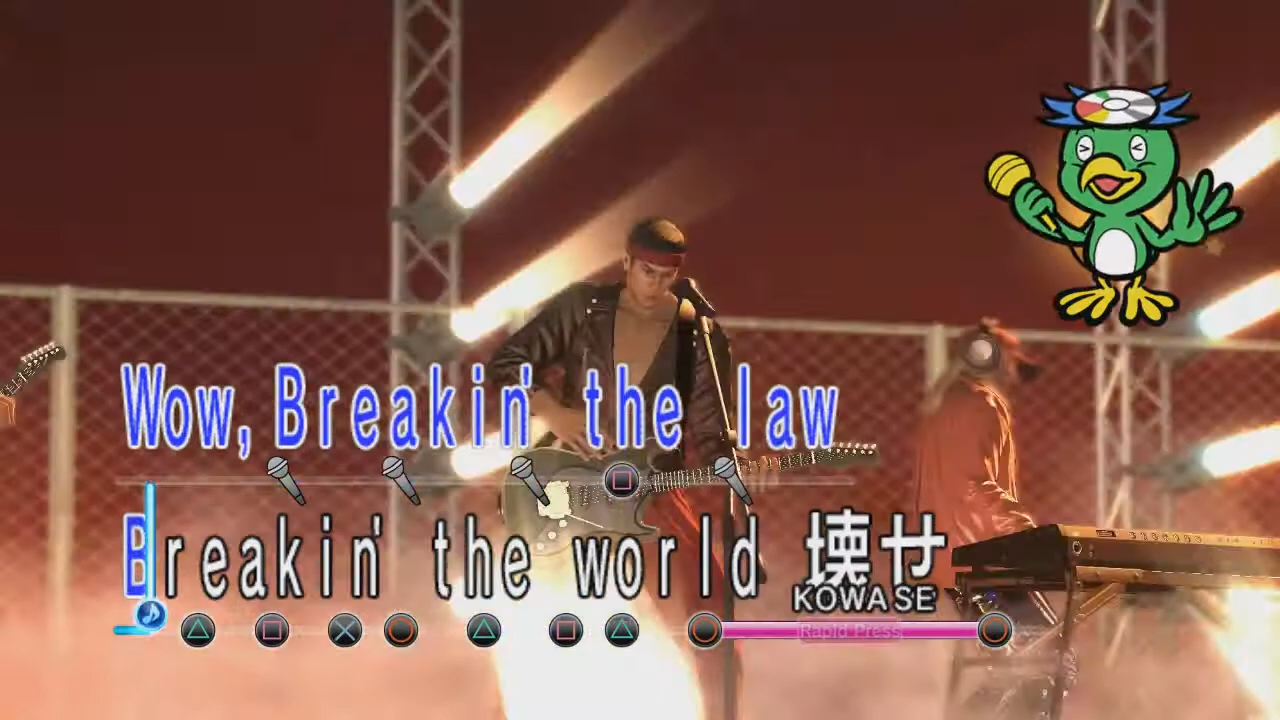 Wow, Breakin' the law
Breakin' the world 壊せ
KOWASE
Rapid Press